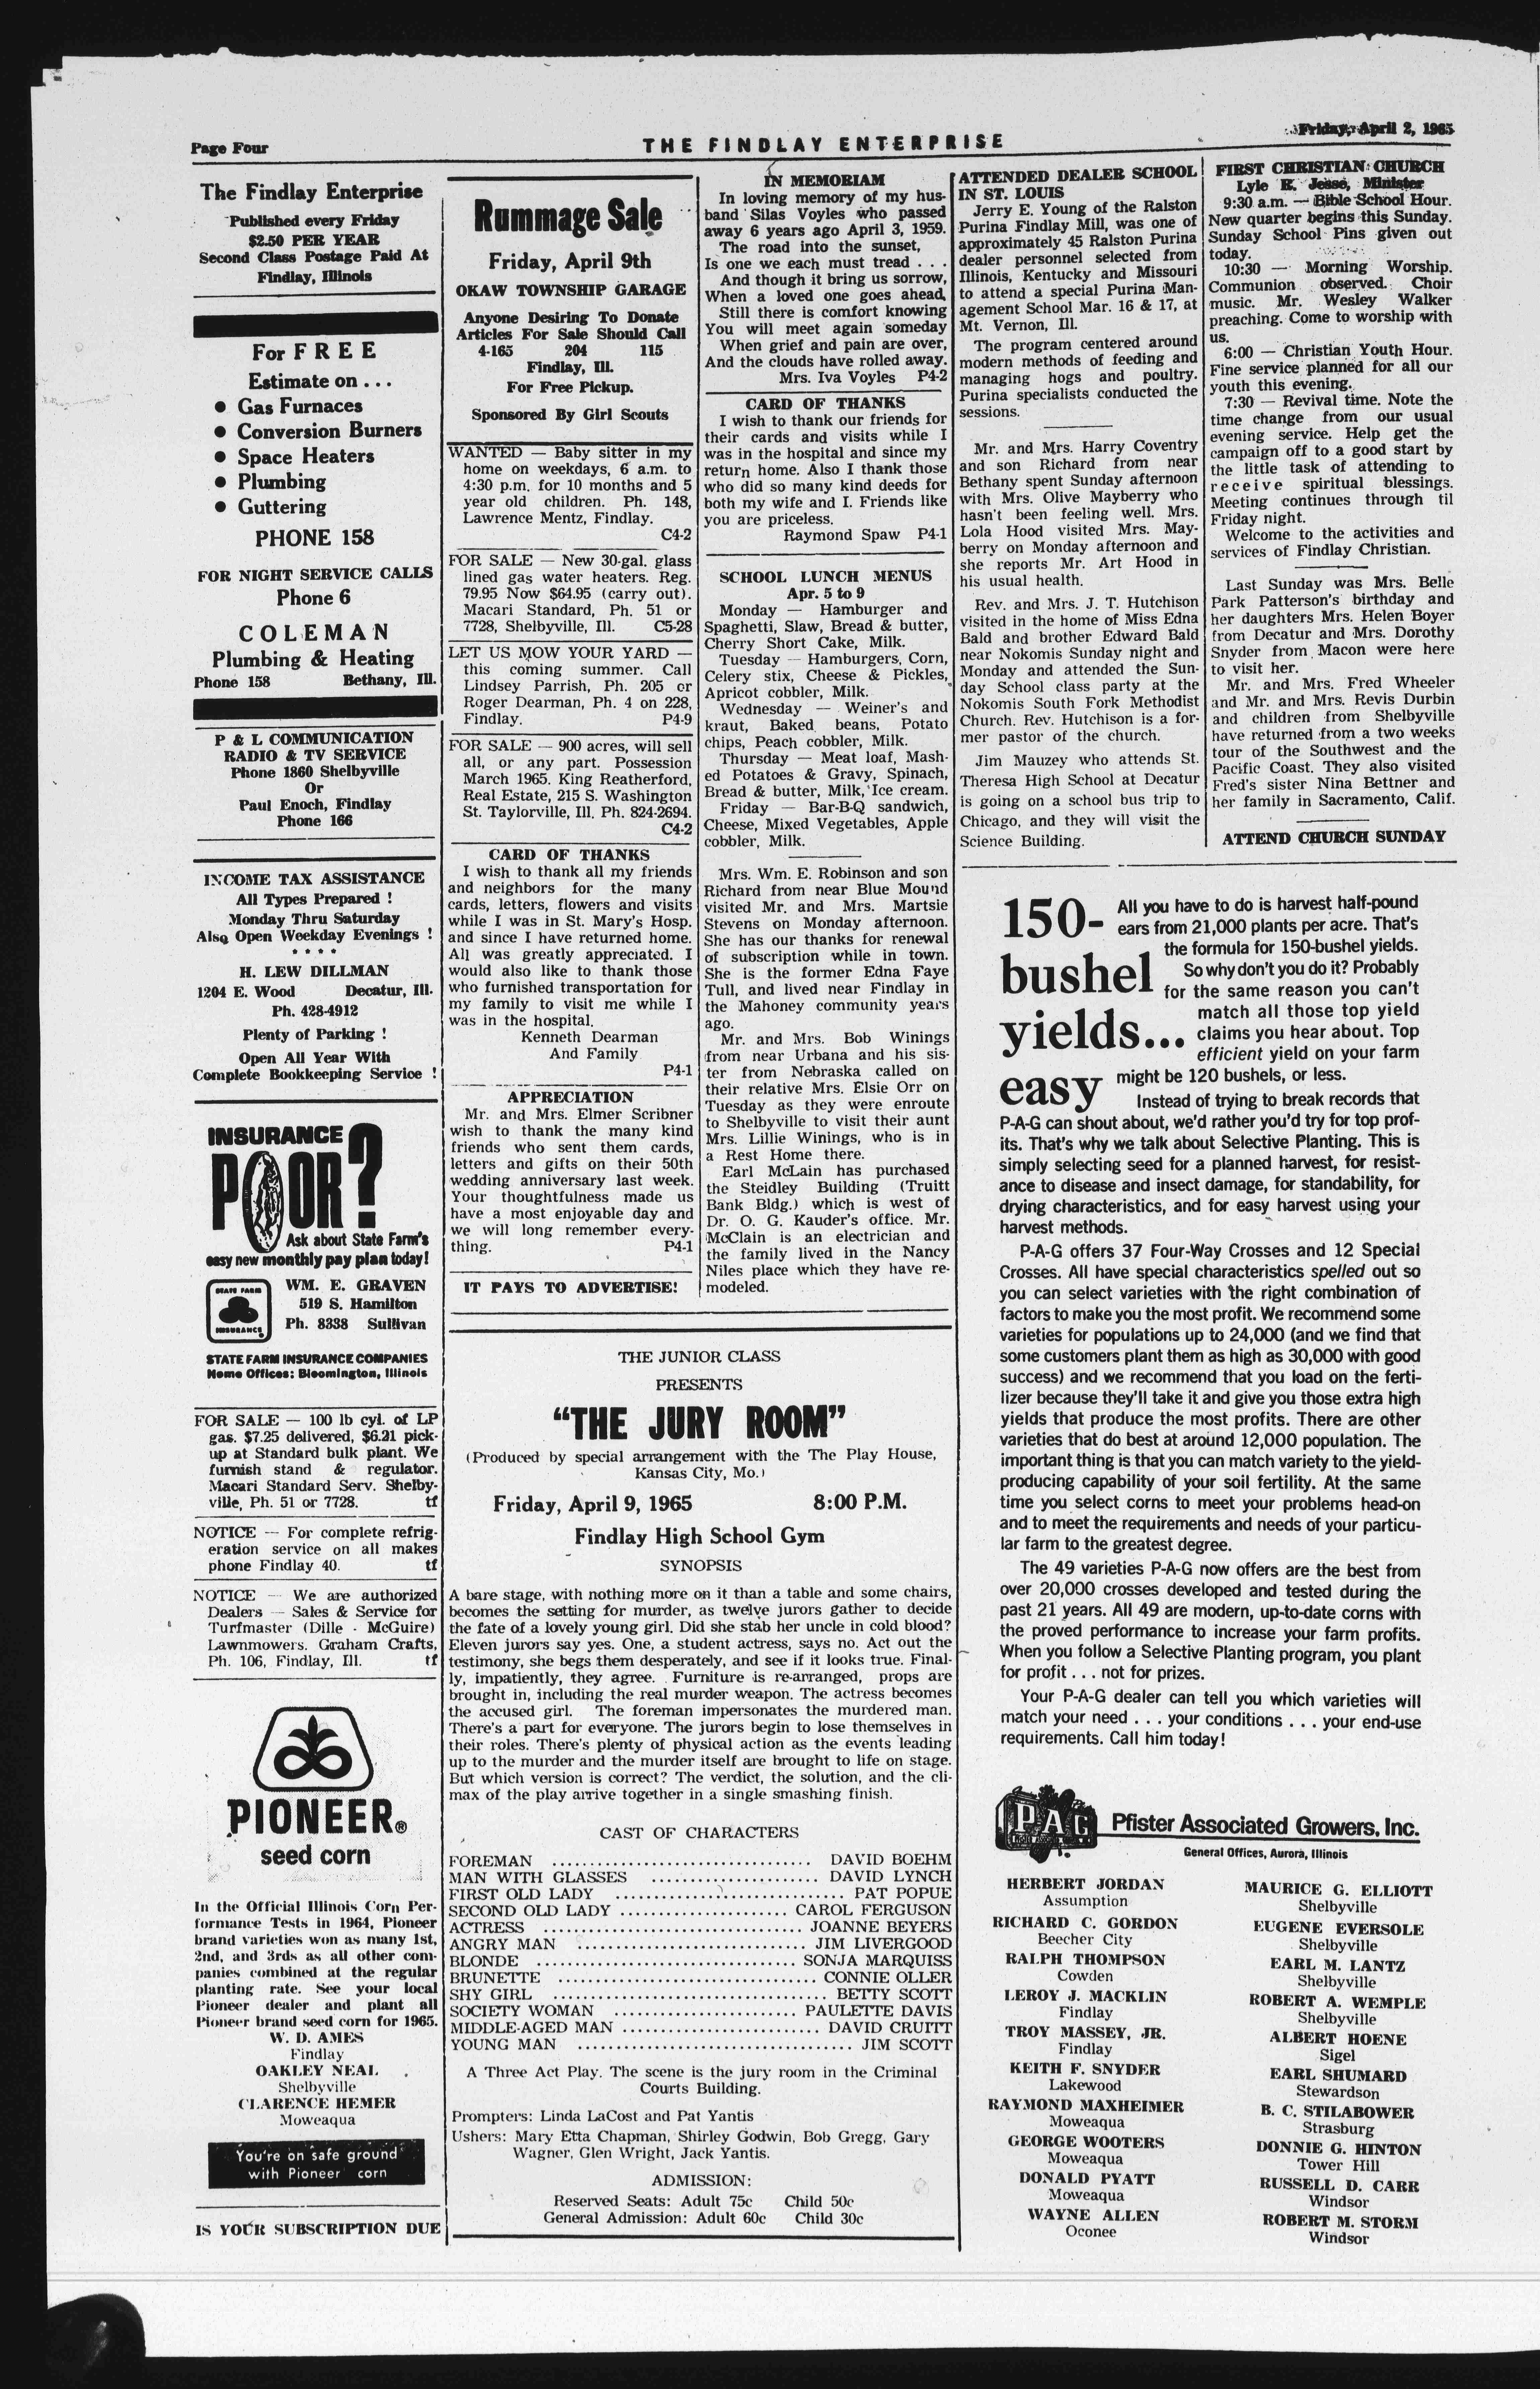 Page Four
THE FINDLAY ENTERPRISE
Friday, April 2, 1965
The Findlay Enterprise
Published every Friday
$2.50 PER YEAR
Second Class Postage Paid At
Findlay, Illinois
For FREE
Estimate on . . .
● Gas Furnaces
● Conversion Burners
● Space Heaters
● Plumbing
● Guttering
PHONE 158
FOR NIGHT SERVICE CALLS
Phone 6
COLEMAN
Plumbing & Heating
Phone 158 Bethany, Ill.
P & L COMMUNICATION
RADIO & TV SERVICE
Phone 1860 Shelbyville
Or
Paul Enoch, Findlay
Phone 166
INCOME TAX ASSISTANCE
All Types Prepared !
Monday Thru Saturday
Also Open Weekday Evenings !
* * * *
H. LEW DILLMAN
1204 E. Wood Decatur, Ill.
Ph. 428-4912
Plenty of Parking !
Open All Year With
Complete Bookkeeping Service !
INSURANCE
POOR?
Ask about State Farm's
easy new monthly pay plan today!
STATE FARM
INSURANCE
WM. E. GRAVEN
519 S. Hamilton
Ph. 8338 Sullivan
STATE FARM INSURANCE COMPANIES
Home Offices: Bloomington, Illinois
FOR SALE — 100 lb cyl. of LP
gas. $7.25 delivered, $6.21 pick-
up at Standard bulk plant. We
furnish stand & regulator.
Macari Standard Serv. Shelby-
ville, Ph. 51 or 7728. tf
NOTICE — For complete refrig-
eration service on all makes
phone Findlay 40. tf
NOTICE — We are authorized
Dealers — Sales & Service for
Turfmaster (Dille - McGuire)
Lawnmowers. Graham Crafts,
Ph. 106, Findlay, Ill. tf
PIONEER®
seed corn
In the Official Illinois Corn Per-
formance Tests in 1964, Pioneer
brand varieties won as many 1st,
2nd, and 3rds as all other com-
panies combined at the regular
planting rate. See your local
Pioneer dealer and plant all
Pioneer brand seed corn for 1965.
W. D. AMES
Findlay
OAKLEY NEAL
Shelbyville
CLARENCE HEMER
Moweaqua
You're on safe ground
with Pioneer corn
IS YOUR SUBSCRIPTION DUE
Rummage Sale
Friday, April 9th
OKAW TOWNSHIP GARAGE
Anyone Desiring To Donate
Articles For Sale Should Call
4-165 204 115
Findlay, Ill.
For Free Pickup.
Sponsored By Girl Scouts
WANTED — Baby sitter in my
home on weekdays, 6 a.m. to
4:30 p.m. for 10 months and 5
year old children. Ph. 148,
Lawrence Mentz, Findlay.
C4-2
FOR SALE — New 30-gal. glass
lined gas water heaters. Reg.
79.95 Now $64.95 (carry out).
Macari Standard, Ph. 51 or
7728, Shelbyville, Ill. C5-28
LET US MOW YOUR YARD —
this coming summer. Call
Lindsey Parrish, Ph. 205 or
Roger Dearman, Ph. 4 on 228,
Findlay. P4-9
FOR SALE — 900 acres, will sell
all, or any part. Possession
March 1965. King Reatherford,
Real Estate, 215 S. Washington
St. Taylorville, Ill. Ph. 824-2694.
C4-2
CARD OF THANKS
I wish to thank all my friends
and neighbors for the many
cards, letters, flowers and visits
while I was in St. Mary's Hosp.
and since I have returned home.
All was greatly appreciated. I
would also like to thank those
who furnished transportation for
my family to visit me while I
was in the hospital.
Kenneth Dearman
And Family
P4-1
APPRECIATION
Mr. and Mrs. Elmer Scribner
wish to thank the many kind
friends who sent them cards,
letters and gifts on their 50th
wedding anniversary last week.
Your thoughtfulness made us
have a most enjoyable day and
we will long remember every-
thing. P4-1
IT PAYS TO ADVERTISE!
IN MEMORIAM
In loving memory of my hus-
band Silas Voyles who passed
away 6 years ago April 3, 1959.
The road into the sunset,
Is one we each must tread . . .
And though it bring us sorrow,
When a loved one goes ahead,
Still there is comfort knowing
You will meet again someday
When grief and pain are over,
And the clouds have rolled away.
Mrs. Iva Voyles P4-2
CARD OF THANKS
I wish to thank our friends for
their cards and visits while I
was in the hospital and since my
return home. Also I thank those
who did so many kind deeds for
both my wife and I. Friends like
you are priceless.
Raymond Spaw P4-1
SCHOOL LUNCH MENUS
Apr. 5 to 9
Monday — Hamburger and
Spaghetti, Slaw, Bread & butter,
Cherry Short Cake, Milk.
Tuesday — Hamburgers, Corn,
Celery stix, Cheese & Pickles,
Apricot cobbler, Milk.
Wednesday — Weiner's and
kraut, Baked beans, Potato
chips, Peach cobbler, Milk.
Thursday — Meat loaf, Mash-
ed Potatoes & Gravy, Spinach,
Bread & butter, Milk, Ice cream.
Friday — Bar-B-Q sandwich,
Cheese, Mixed Vegetables, Apple
cobbler, Milk.
Mrs. Wm. E. Robinson and son
Richard from near Blue Mound
visited Mr. and Mrs. Martsie
Stevens on Monday afternoon.
She has our thanks for renewal
of subscription while in town.
She is the former Edna Faye
Tull, and lived near Findlay in
the Mahoney community years
ago.
Mr. and Mrs. Bob Winings
from near Urbana and his sis-
ter from Nebraska called on
their relative Mrs. Elsie Orr on
Tuesday as they were enroute
to Shelbyville to visit their aunt
Mrs. Lillie Winings, who is in
a Rest Home there.
Earl McLain has purchased
the Steidley Building (Truitt
Bank Bldg.) which is west of
Dr. O. G. Kauder's office. Mr.
McClain is an electrician and
the family lived in the Nancy
Niles place which they have re-
modeled.
THE JUNIOR CLASS
PRESENTS
"THE JURY ROOM"
(Produced by special arrangement with the The Play House,
Kansas City, Mo.)
Friday, April 9, 1965 8:00 P.M.
Findlay High School Gym
SYNOPSIS
A bare stage, with nothing more on it than a table and some chairs,
becomes the setting for murder, as twelve jurors gather to decide
the fate of a lovely young girl. Did she stab her uncle in cold blood?
Eleven jurors say yes. One, a student actress, says no. Act out the
testimony, she begs them desperately, and see if it looks true. Final-
ly, impatiently, they agree. Furniture is re-arranged, props are
brought in, including the real murder weapon. The actress becomes
the accused girl. The foreman impersonates the murdered man.
There's a part for everyone. The jurors begin to lose themselves in
their roles. There's plenty of physical action as the events leading
up to the murder and the murder itself are brought to life on stage.
But which version is correct? The verdict, the solution, and the cli-
max of the play arrive together in a single smashing finish.
CAST OF CHARACTERS
FOREMAN ........ DAVID BOEHM
MAN WITH GLASSES ........ DAVID LYNCH
FIRST OLD LADY ........ PAT POPUE
SECOND OLD LADY ........ CAROL FERGUSON
ACTRESS ........ JOANNE BEYERS
ANGRY MAN ........ JIM LIVERGOOD
BLONDE ........ SONJA MARQUISS
BRUNETTE ........ CONNIE OLLER
SHY GIRL ........ BETTY SCOTT
SOCIETY WOMAN ........ PAULETTE DAVIS
MIDDLE-AGED MAN ........ DAVID CRUITT
YOUNG MAN ........ JIM SCOTT
A Three Act Play. The scene is the jury room in the Criminal
Courts Building.
Prompters: Linda LaCost and Pat Yantis
Ushers: Mary Etta Chapman, Shirley Godwin, Bob Gregg, Gary
Wagner, Glen Wright, Jack Yantis.
ADMISSION:
Reserved Seats: Adult 75c Child 50c
General Admission: Adult 60c Child 30c
ATTENDED DEALER SCHOOL
IN ST. LOUIS
Jerry E. Young of the Ralston
Purina Findlay Mill, was one of
approximately 45 Ralston Purina
dealer personnel selected from
Illinois, Kentucky and Missouri
to attend a special Purina Man-
agement School Mar. 16 & 17, at
Mt. Vernon, Ill.
The program centered around
modern methods of feeding and
managing hogs and poultry.
Purina specialists conducted the
sessions.
Mr. and Mrs. Harry Coventry
and son Richard from near
Bethany spent Sunday afternoon
with Mrs. Olive Mayberry who
hasn't been feeling well. Mrs.
Lola Hood visited Mrs. May-
berry on Monday afternoon and
she reports Mr. Art Hood in
his usual health.
Rev. and Mrs. J. T. Hutchison
visited in the home of Miss Edna
Bald and brother Edward Bald
near Nokomis Sunday night and
Monday and attended the Sun-
day School class party at the
Nokomis South Fork Methodist
Church. Rev. Hutchison is a for-
mer pastor of the church.
Jim Mauzey who attends St.
Theresa High School at Decatur
is going on a school bus trip to
Chicago, and they will visit the
Science Building.
FIRST CHRISTIAN CHURCH
Lyle R. Jesse, Minister
9:30 a.m. — Bible School Hour.
New quarter begins this Sunday.
Sunday School Pins given out
today.
10:30 — Morning Worship.
Communion observed. Choir
music. Mr. Wesley Walker
preaching. Come to worship with
us.
6:00 — Christian Youth Hour.
Fine service planned for all our
youth this evening.
7:30 — Revival time. Note the
time change from our usual
evening service. Help get the
campaign off to a good start by
the little task of attending to
receive spiritual blessings.
Meeting continues through til
Friday night.
Welcome to the activities and
services of Findlay Christian.
Last Sunday was Mrs. Belle
Park Patterson's birthday and
her daughters Mrs. Helen Boyer
from Decatur and Mrs. Dorothy
Snyder from Macon were here
to visit her.
Mr. and Mrs. Fred Wheeler
and Mr. and Mrs. Revis Durbin
and children from Shelbyville
have returned from a two weeks
tour of the Southwest and the
Pacific Coast. They also visited
Fred's sister Nina Bettner and
her family in Sacramento, Calif.
ATTEND CHURCH SUNDAY
150-
bushel
yields...
easy
All you have to do is harvest half-pound
ears from 21,000 plants per acre. That's
the formula for 150-bushel yields.
So why don't you do it? Probably
for the same reason you can't
match all those top yield
claims you hear about. Top
efficient yield on your farm
might be 120 bushels, or less.
Instead of trying to break records that
P-A-G can shout about, we'd rather you'd try for top prof-
its. That's why we talk about Selective Planting. This is
simply selecting seed for a planned harvest, for resist-
ance to disease and insect damage, for standability, for
drying characteristics, and for easy harvest using your
harvest methods.
P-A-G offers 37 Four-Way Crosses and 12 Special
Crosses. All have special characteristics spelled out so
you can select varieties with the right combination of
factors to make you the most profit. We recommend some
varieties for populations up to 24,000 (and we find that
some customers plant them as high as 30,000 with good
success) and we recommend that you load on the ferti-
lizer because they'll take it and give you those extra high
yields that produce the most profits. There are other
varieties that do best at around 12,000 population. The
important thing is that you can match variety to the yield-
producing capability of your soil fertility. At the same
time you select corns to meet your problems head-on
and to meet the requirements and needs of your particu-
lar farm to the greatest degree.
The 49 varieties P-A-G now offers are the best from
over 20,000 crosses developed and tested during the
past 21 years. All 49 are modern, up-to-date corns with
the proved performance to increase your farm profits.
When you follow a Selective Planting program, you plant
for profit . . . not for prizes.
Your P-A-G dealer can tell you which varieties will
match your need . . . your conditions . . . your end-use
requirements. Call him today!
P-A-G
Pfister Associated Growers, Inc.
General Offices, Aurora, Illinois
HERBERT JORDAN
Assumption
RICHARD C. GORDON
Beecher City
RALPH THOMPSON
Cowden
LEROY J. MACKLIN
Findlay
TROY MASSEY, JR.
Findlay
KEITH F. SNYDER
Lakewood
RAYMOND MAXHEIMER
Moweaqua
GEORGE WOOTERS
Moweaqua
DONALD PYATT
Moweaqua
WAYNE ALLEN
Oconee
MAURICE G. ELLIOTT
Shelbyville
EUGENE EVERSOLE
Shelbyville
EARL M. LANTZ
Shelbyville
ROBERT A. WEMPLE
Shelbyville
ALBERT HOENE
Sigel
EARL SHUMARD
Stewardson
B. C. STILABOWER
Strasburg
DONNIE G. HINTON
Tower Hill
RUSSELL D. CARR
Windsor
ROBERT M. STORM
Windsor